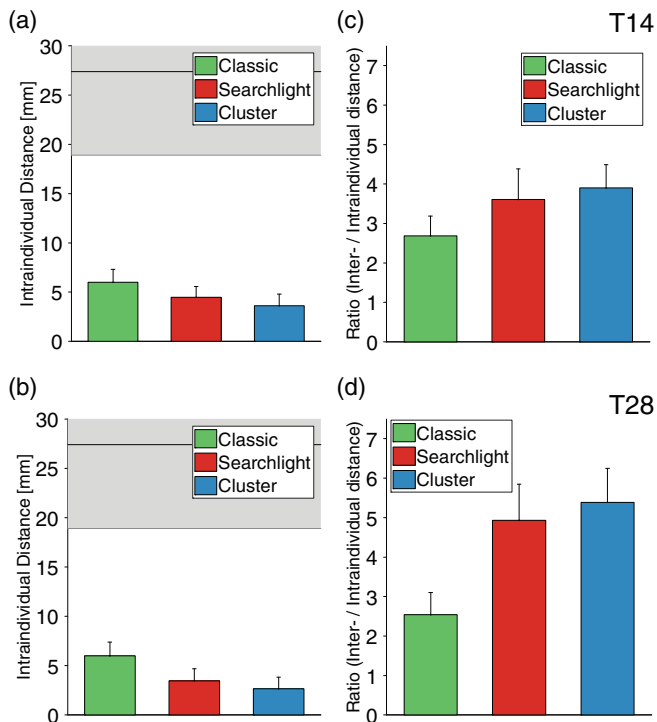 (a)
30
25
20
15
10
5
0
Intraindividual Distance [mm]
Classic
Searchlight
Cluster
(c)
T14
7
6
5
4
3
2
1
0
Ratio (Inter- / Intraindividual distance)
Classic
Searchlight
Cluster
(b)
30
25
20
15
10
5
0
Intraindividual Distance [mm]
Classic
Searchlight
Cluster
(d)
T28
7
6
5
4
3
2
1
0
Ratio (Inter- / Intraindividual distance)
Classic
Searchlight
Cluster